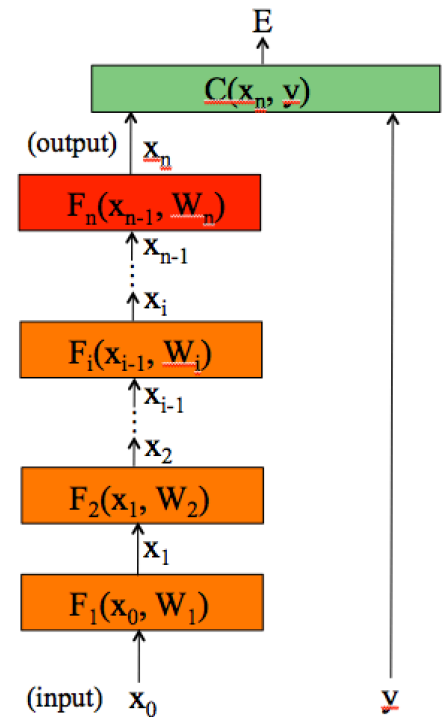 E
C(xₙ, y)
(output) xₙ
Fₙ(xₙ₋₁, Wₙ)
xₙ₋₁
xᵢ
Fᵢ(xᵢ₋₁, Wᵢ)
xᵢ₋₁
x₂
F₂(x₁, W₂)
x₁
F₁(x₀, W₁)
(input) x₀ y